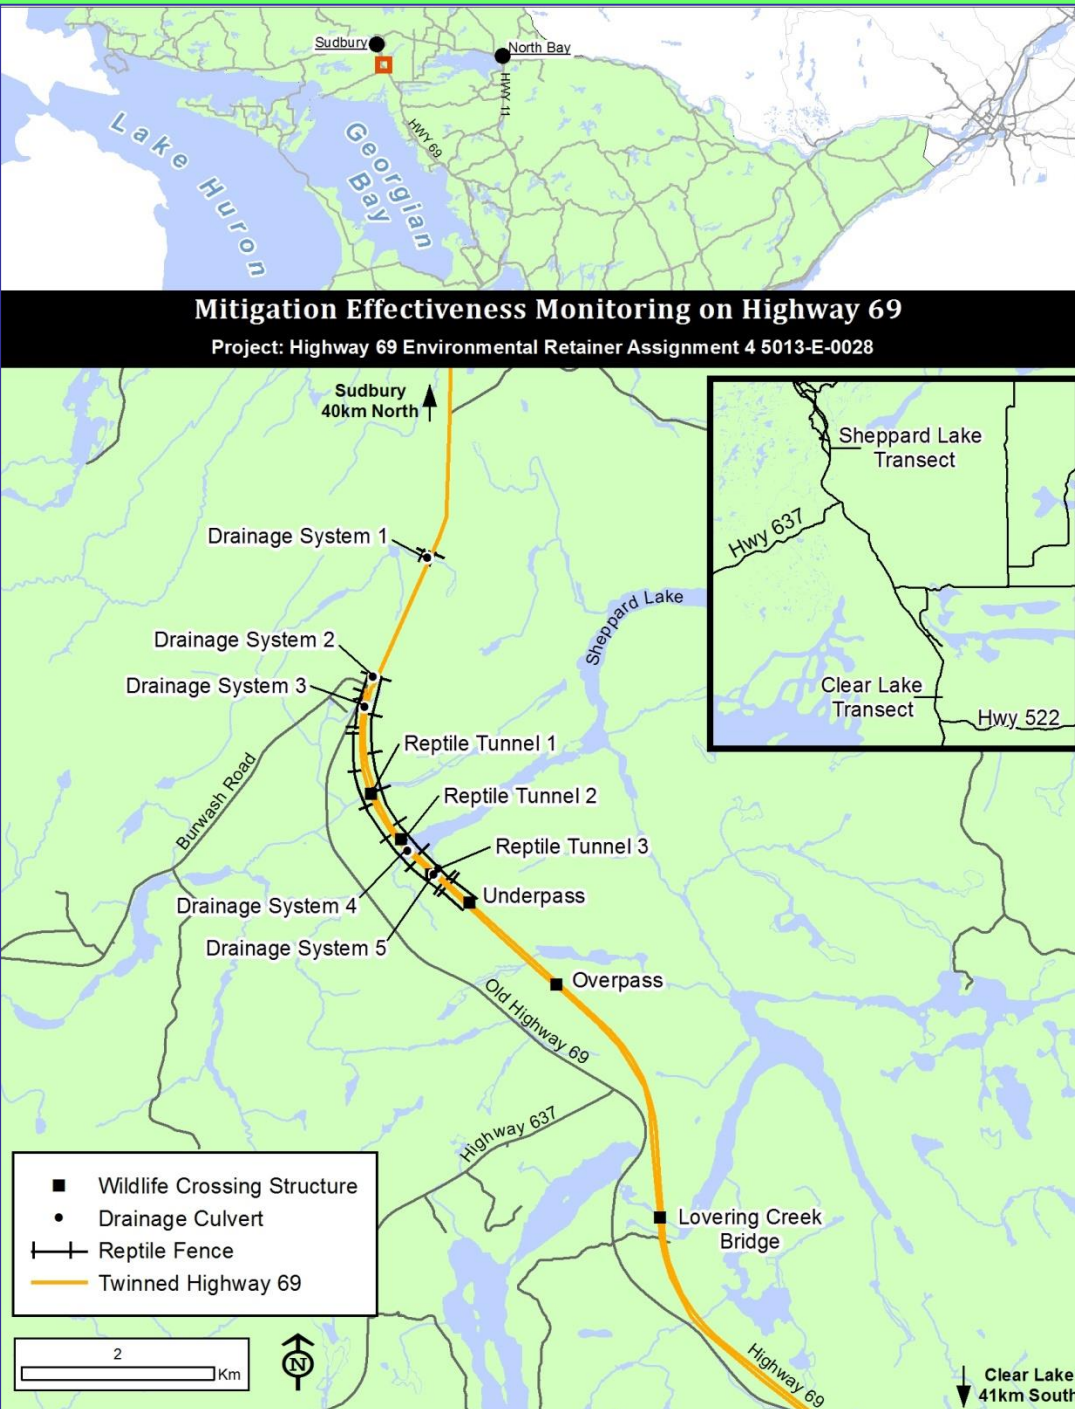 Sudbury
North Bay
HWY 11
HWY 69
Lake Huron
Georgian
Bay
Mitigation Effectiveness Monitoring on Highway 69
Project: Highway 69 Environmental Retainer Assignment 4 5013-E-0028
Sudbury
40km North
Sheppard Lake
Transect
Hwy 637
Clear Lake
Transect
Hwy 522
Drainage System 1
Sheppard Lake
Drainage System 2
Drainage System 3
Reptile Tunnel 1
Burwash Road
Reptile Tunnel 2
Reptile Tunnel 3
Drainage System 4
Underpass
Drainage System 5
Overpass
Old Highway 69
Highway 637
Wildlife Crossing Structure
Drainage Culvert
Reptile Fence
Twinned Highway 69
Lovering Creek
Bridge
2
Km
N
Highway 69
Clear Lake
41km South